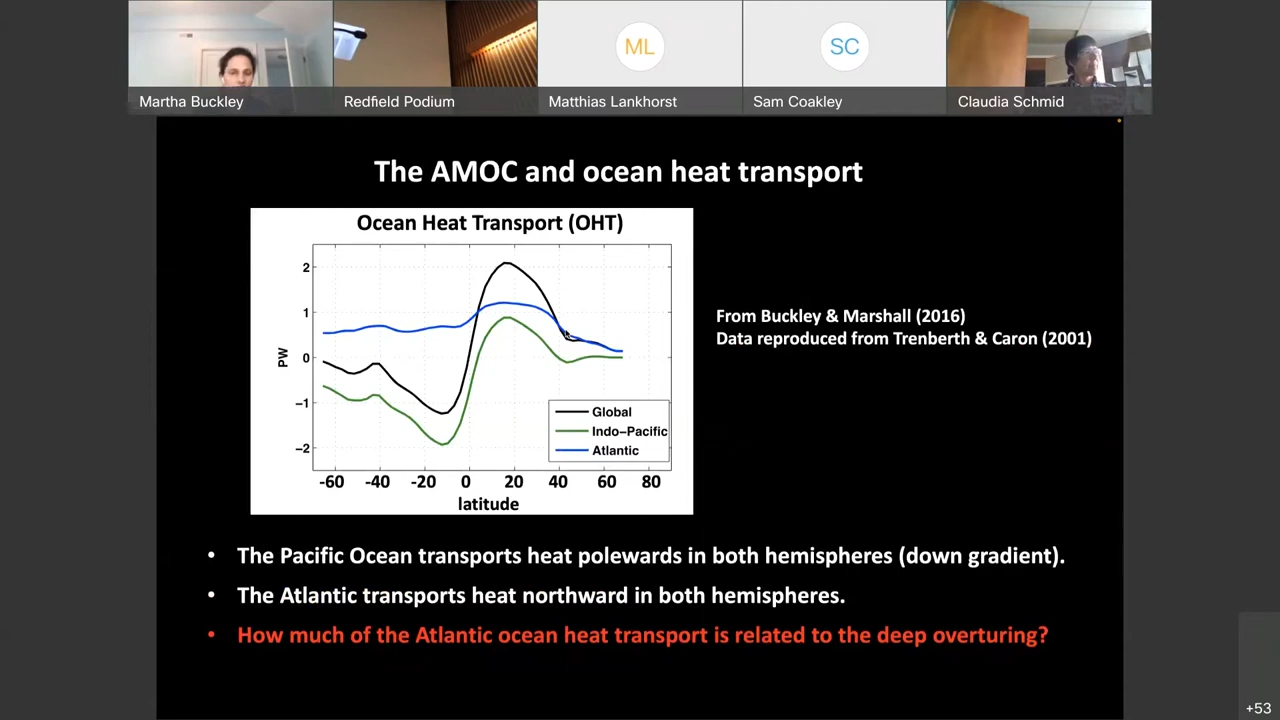 ML
SC
Martha Buckley
Redfield Podium
Matthias Lankhorst
Sam Coakley
Claudia Schmid
The AMOC and ocean heat transport
Ocean Heat Transport (OHT)
2
1
0
−1
−2
PW
Global
Indo−Pacific
Atlantic
-60 -40 -20 0 20 40 60 80
latitude
From Buckley & Marshall (2016)
Data reproduced from Trenberth & Caron (2001)
• The Pacific Ocean transports heat polewards in both hemispheres (down gradient).
• The Atlantic transports heat northward in both hemispheres.
• How much of the Atlantic ocean heat transport is related to the deep overturing?
+53